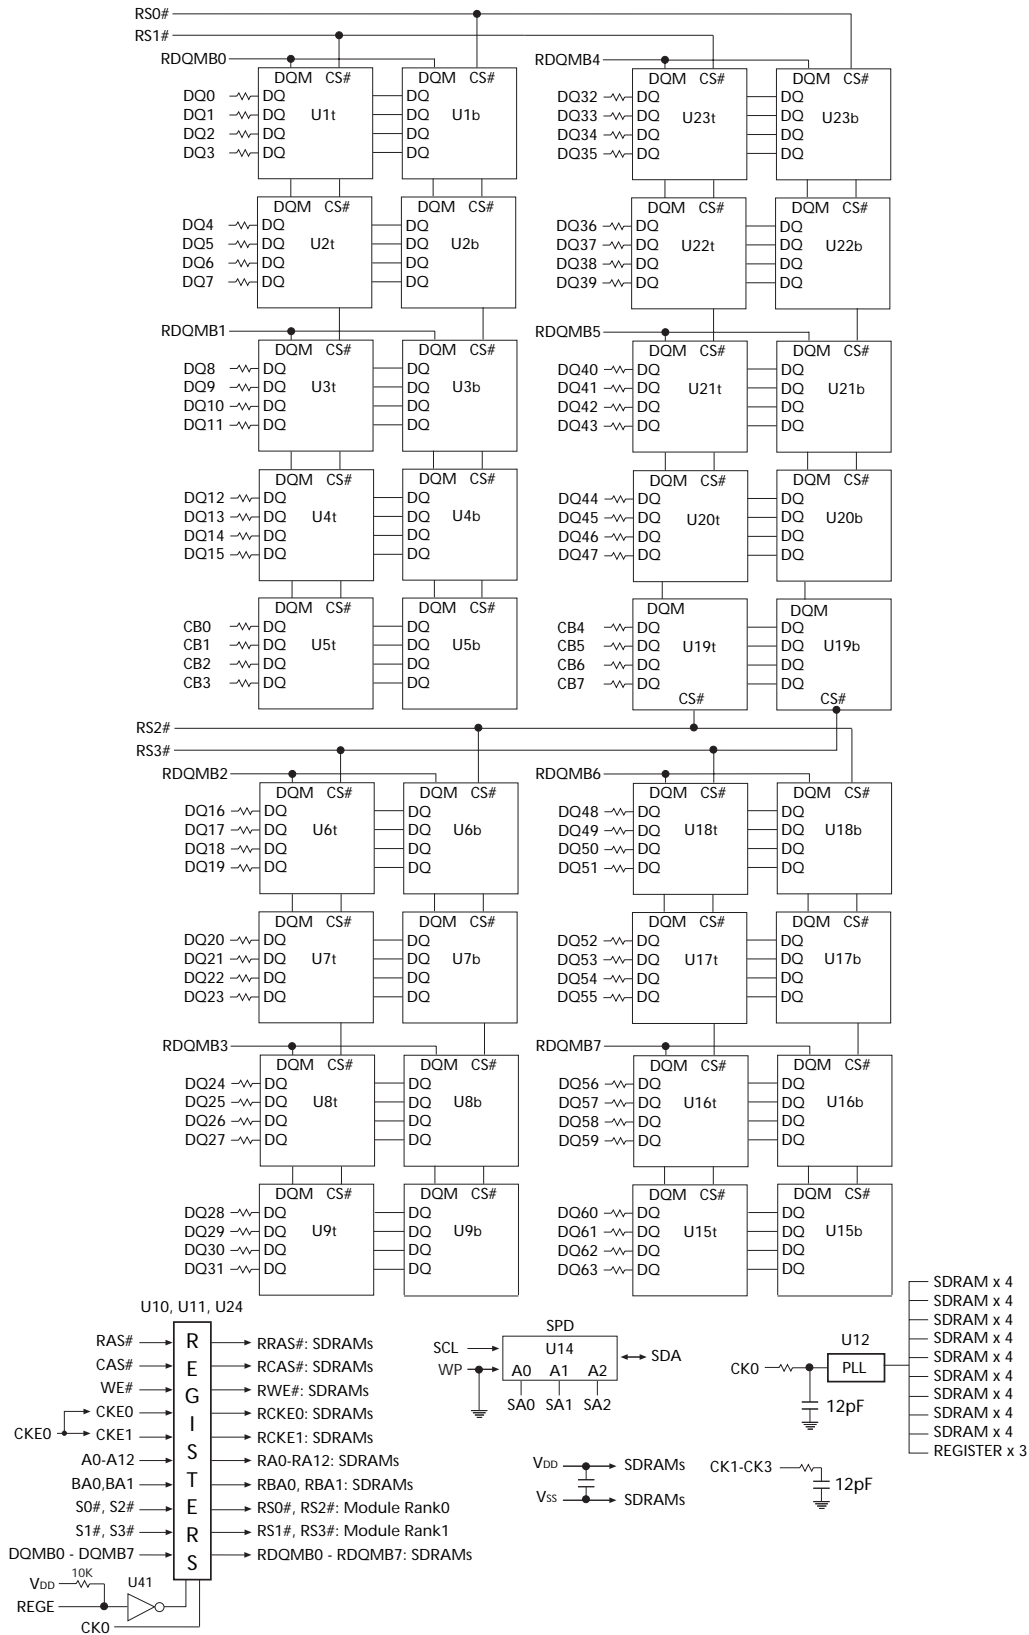 RS0#
RS1#
RDQMB0
DQM CS#
DQ0 DQ
DQ1 DQ
DQ2 DQ
DQ3 DQ
U1t
DQM CS#
DQ
DQ
DQ
DQ
U1b
DQM CS#
DQ4 DQ
DQ5 DQ
DQ6 DQ
DQ7 DQ
U2t
DQM CS#
DQ
DQ
DQ
DQ
U2b
RDQMB1
DQM CS#
DQ8 DQ
DQ9 DQ
DQ10 DQ
DQ11 DQ
U3t
DQM CS#
DQ
DQ
DQ
DQ
U3b
DQM CS#
DQ12 DQ
DQ13 DQ
DQ14 DQ
DQ15 DQ
U4t
DQM CS#
DQ
DQ
DQ
DQ
U4b
DQM CS#
CB0 DQ
CB1 DQ
CB2 DQ
CB3 DQ
U5t
DQM CS#
DQ
DQ
DQ
DQ
U5b
RDQMB4
DQM CS#
DQ32 DQ
DQ33 DQ
DQ34 DQ
DQ35 DQ
U23t
DQM CS#
DQ
DQ
DQ
DQ
U23b
DQM CS#
DQ36 DQ
DQ37 DQ
DQ38 DQ
DQ39 DQ
U22t
DQM CS#
DQ
DQ
DQ
DQ
U22b
RDQMB5
DQM CS#
DQ40 DQ
DQ41 DQ
DQ42 DQ
DQ43 DQ
U21t
DQM CS#
DQ
DQ
DQ
DQ
U21b
DQM CS#
DQ44 DQ
DQ45 DQ
DQ46 DQ
DQ47 DQ
U20t
DQM CS#
DQ
DQ
DQ
DQ
U20b
DQM
CB4 DQ
CB5 DQ
CB6 DQ
CB7 DQ
U19t
CS#
DQM
DQ
DQ
DQ
DQ
U19b
CS#
RS2#
RS3#
RDQMB2
DQM CS#
DQ16 DQ
DQ17 DQ
DQ18 DQ
DQ19 DQ
U6t
DQM CS#
DQ
DQ
DQ
DQ
U6b
DQM CS#
DQ20 DQ
DQ21 DQ
DQ22 DQ
DQ23 DQ
U7t
DQM CS#
DQ
DQ
DQ
DQ
U7b
RDQMB3
DQM CS#
DQ24 DQ
DQ25 DQ
DQ26 DQ
DQ27 DQ
U8t
DQM CS#
DQ
DQ
DQ
DQ
U8b
DQM CS#
DQ28 DQ
DQ29 DQ
DQ30 DQ
DQ31 DQ
U9t
DQM CS#
DQ
DQ
DQ
DQ
U9b
RDQMB6
DQM CS#
DQ48 DQ
DQ49 DQ
DQ50 DQ
DQ51 DQ
U18t
DQM CS#
DQ
DQ
DQ
DQ
U18b
DQM CS#
DQ52 DQ
DQ53 DQ
DQ54 DQ
DQ55 DQ
U17t
DQM CS#
DQ
DQ
DQ
DQ
U17b
RDQMB7
DQM CS#
DQ56 DQ
DQ57 DQ
DQ58 DQ
DQ59 DQ
U16t
DQM CS#
DQ
DQ
DQ
DQ
U16b
DQM CS#
DQ60 DQ
DQ61 DQ
DQ62 DQ
DQ63 DQ
U15t
DQM CS#
DQ
DQ
DQ
DQ
U15b
U10, U11, U24
REGISTERS
RAS#
CAS#
WE#
CKE0
CKE0
CKE1
A0-A12
BA0,BA1
S0#, S2#
S1#, S3#
DQMB0 - DQMB7
RRAS#: SDRAMs
RCAS#: SDRAMs
RWE#: SDRAMs
RCKE0: SDRAMs
RCKE1: SDRAMs
RA0-RA12: SDRAMs
RBA0, RBA1: SDRAMs
RS0#, RS2#: Module Rank0
RS1#, RS3#: Module Rank1
RDQMB0 - RDQMB7: SDRAMs
VDD
10K
U41
REGE
CK0
SPD
U14
SCL
WP
A0 A1 A2
SDA
SA0 SA1 SA2
VDD SDRAMs
VSS SDRAMs
CK0
U12
PLL
12pF
SDRAM x 4
SDRAM x 4
SDRAM x 4
SDRAM x 4
SDRAM x 4
SDRAM x 4
SDRAM x 4
SDRAM x 4
SDRAM x 4
REGISTER x 3
CK1-CK3
12pF